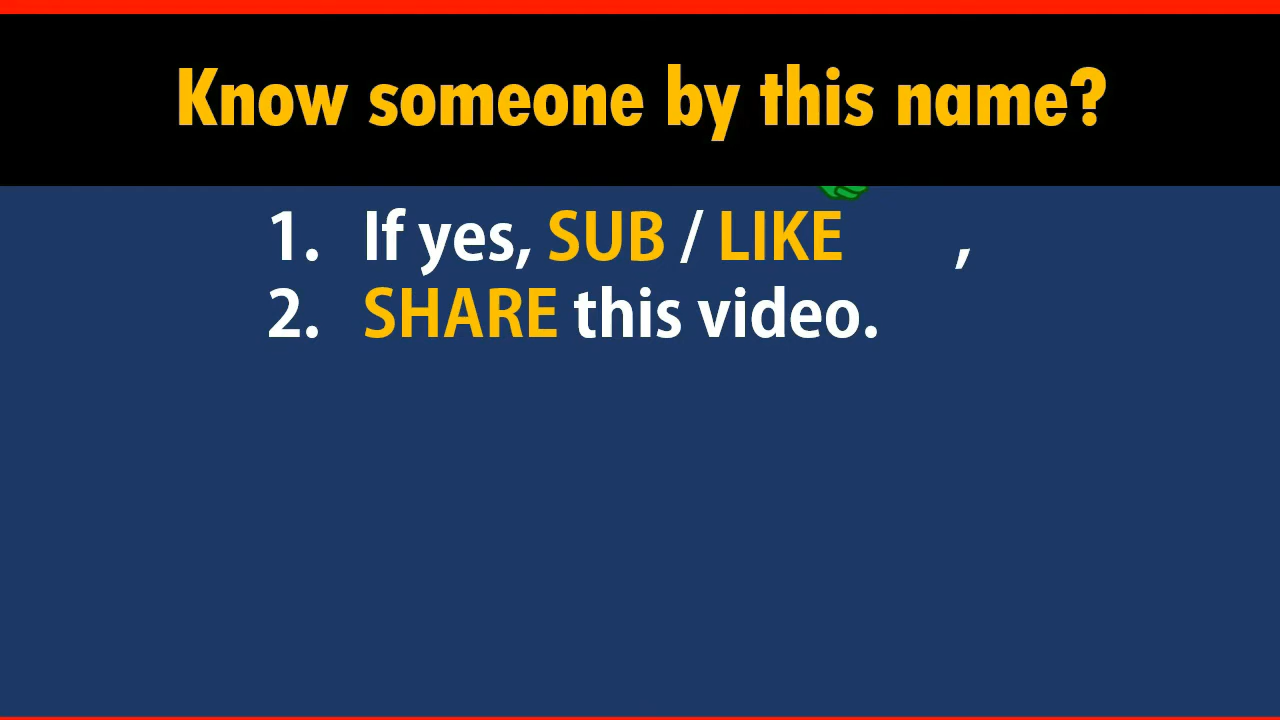 Know someone by this name?
1. If yes, SUB / LIKE ,
2. SHARE this video.